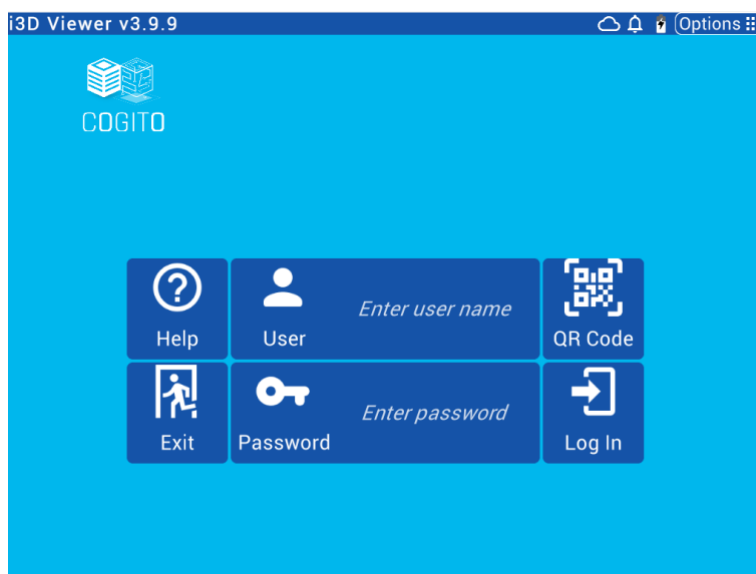 i3D Viewer v3.9.9
Options
COGITO
Help
User
Enter user name
QR Code
Exit
Password
Enter password
Log In